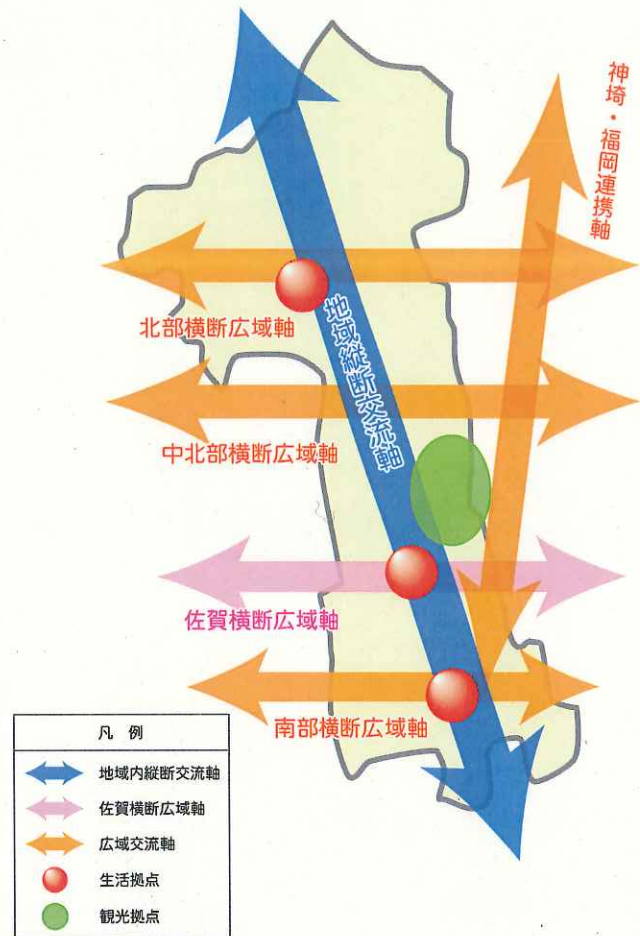 神埼・福岡連携軸
北部横断広域軸
地域縦断交流軸
中北部横断広域軸
佐賀横断広域軸
南部横断広域軸
凡 例
地域内縦断交流軸
佐賀横断広域軸
広域交流軸
生活拠点
観光拠点